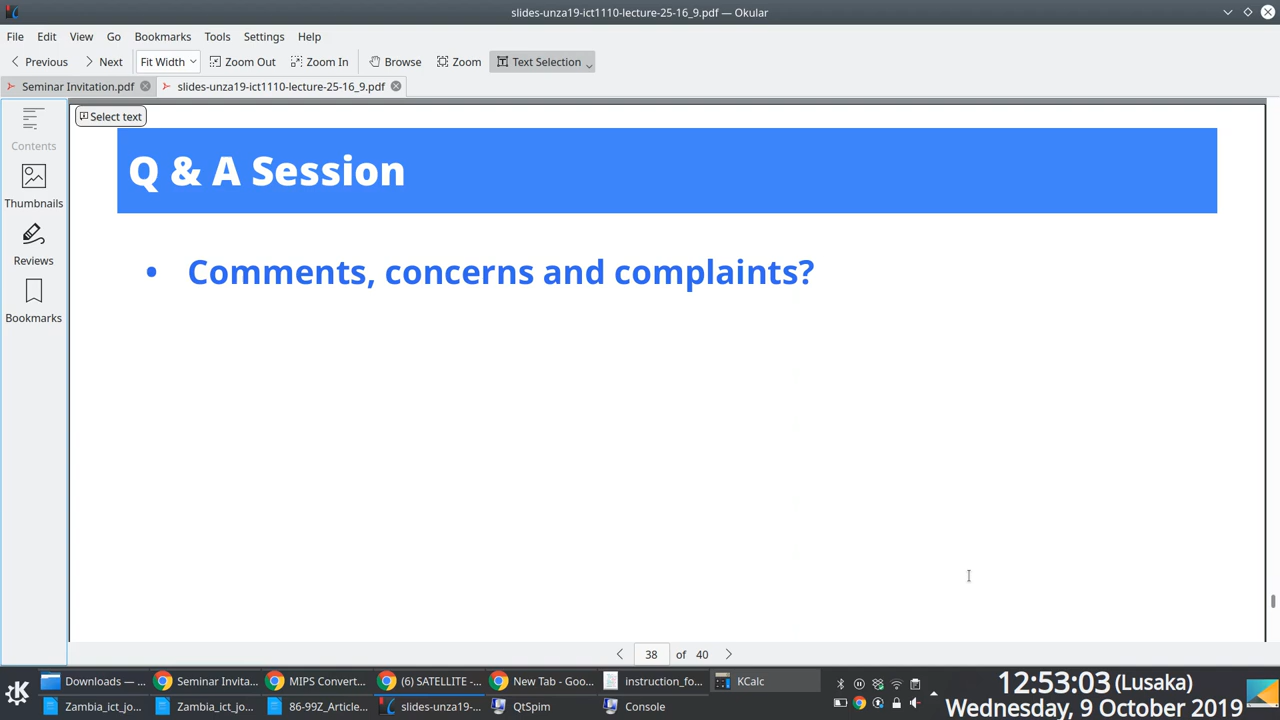 slides-unza19-ict1110-lecture-25-16_9.pdf — Okular
File Edit View Go Bookmarks Tools Settings Help
Previous Next Fit Width Zoom Out Zoom In Browse Zoom Text Selection
Seminar Invitation.pdf slides-unza19-ict1110-lecture-25-16_9.pdf
Select text
Contents
Thumbnails
Reviews
Bookmarks
Q & A Session
• Comments, concerns and complaints?
38 of 40
Downloads — ... Seminar Invita... MIPS Convert... (6) SATELLITE -... New Tab - Goo... instruction_fo... KCalc
Zambia_ict_jo... Zambia_ict_jo... 86-99Z_Article... slides-unza19-... QtSpim Console
12:53:03 (Lusaka)
Wednesday, 9 October 2019